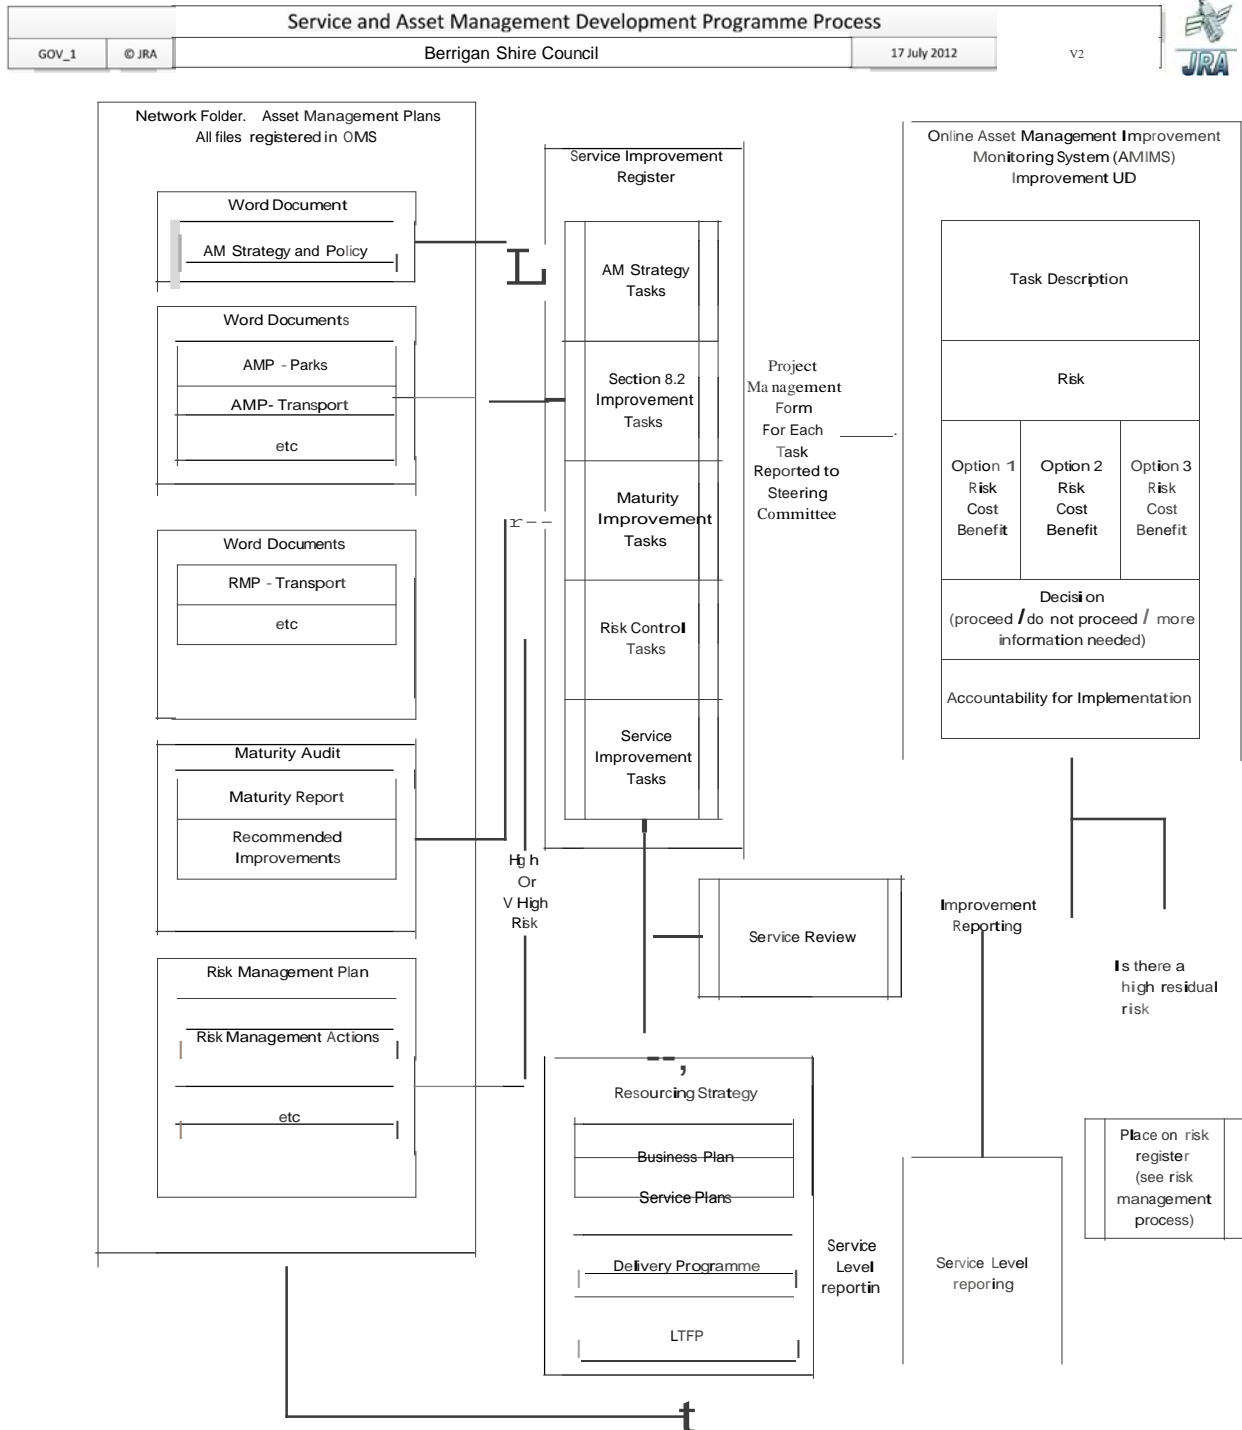 Service and Asset Management Development Programme Process
GOV_1
© JRA
Berrigan Shire Council
17 July 2012
V2
JRA
Network Folder. Asset Management Plans
All files registered in OMS
Word Document
AM Strategy and Policy
Word Documents
AMP - Parks
AMP- Transport
etc
Word Documents
RMP - Transport
etc
Maturity Audit
Maturity Report
Recommended
Improvements
Risk Management Plan
Risk Management Actions
etc
High
Or
V High
Risk
Service Improvement
Register
AM Strategy
Tasks
Section 8.2
Improvement
Tasks
Maturity
Improvement
Tasks
Risk Control
Tasks
Service
Improvement
Tasks
Project
Management
Form
For Each
Task
Reported to
Steering
Committee
Online Asset Management Improvement
Monitoring System (AMIMS)
Improvement UD
Task Description
Risk
Option 1
Risk
Cost
Benefit
Option 2
Risk
Cost
Benefit
Option 3
Risk
Cost
Benefit
Decision
(proceed / do not proceed / more
information needed)
Accountability for Implementation
Service Review
Improvement
Reporting
Is there a
high residual
risk
Resourcing Strategy
Business Plan
Service Plans
Delivery Programme
LTFP
Service
Level
reportin
Service Level
reporting
Place on risk
register
(see risk
management
process)